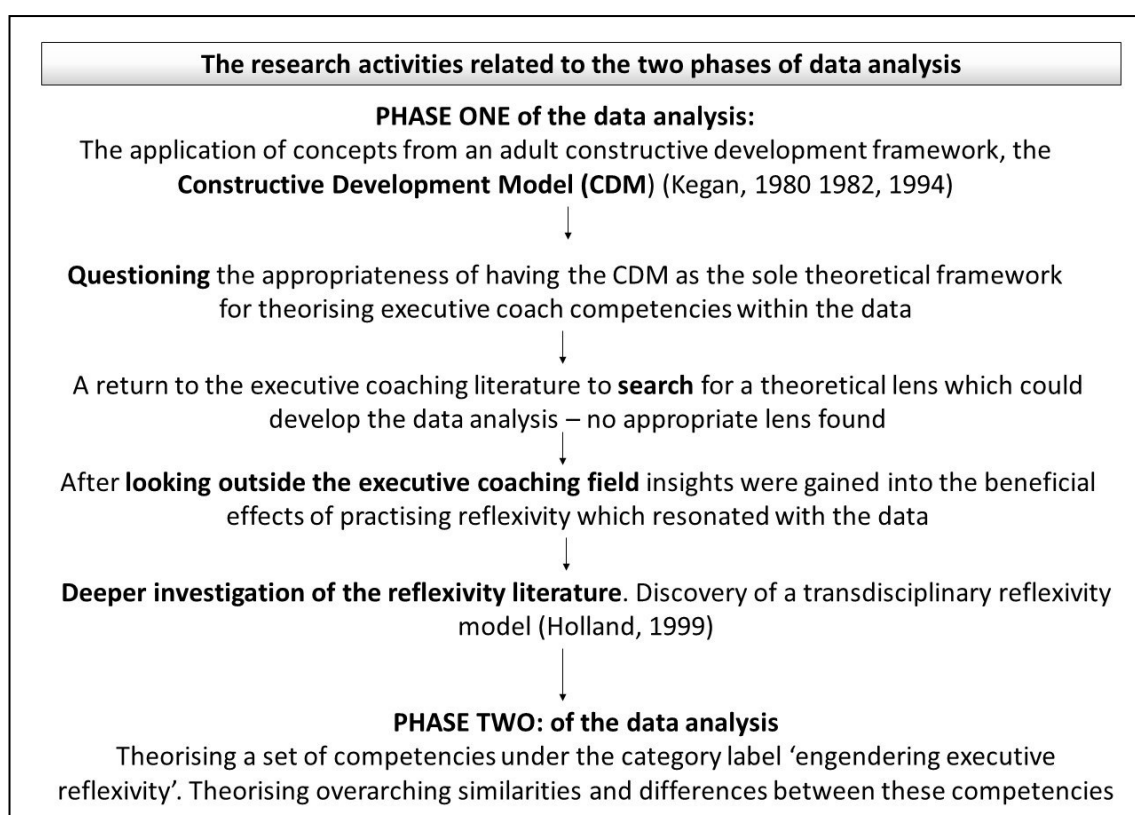 The research activities related to the two phases of data analysis
PHASE ONE of the data analysis:
The application of concepts from an adult constructive development framework, the
Constructive Development Model (CDM) (Kegan, 1980 1982, 1994)
Questioning the appropriateness of having the CDM as the sole theoretical framework
for theorising executive coach competencies within the data
A return to the executive coaching literature to search for a theoretical lens which could
develop the data analysis – no appropriate lens found
After looking outside the executive coaching field insights were gained into the beneficial
effects of practising reflexivity which resonated with the data
Deeper investigation of the reflexivity literature. Discovery of a transdisciplinary reflexivity
model (Holland, 1999)
PHASE TWO: of the data analysis
Theorising a set of competencies under the category label ‘engendering executive
reflexivity’. Theorising overarching similarities and differences between these competencies